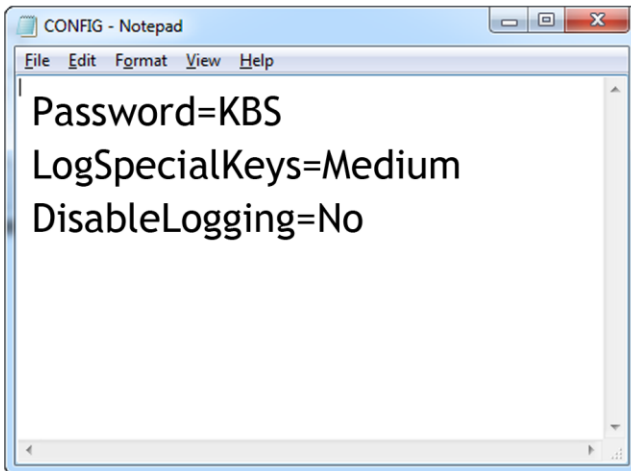 CONFIG - Notepad
File Edit Format View Help
Password=KBS
LogSpecialKeys=Medium
DisableLogging=No